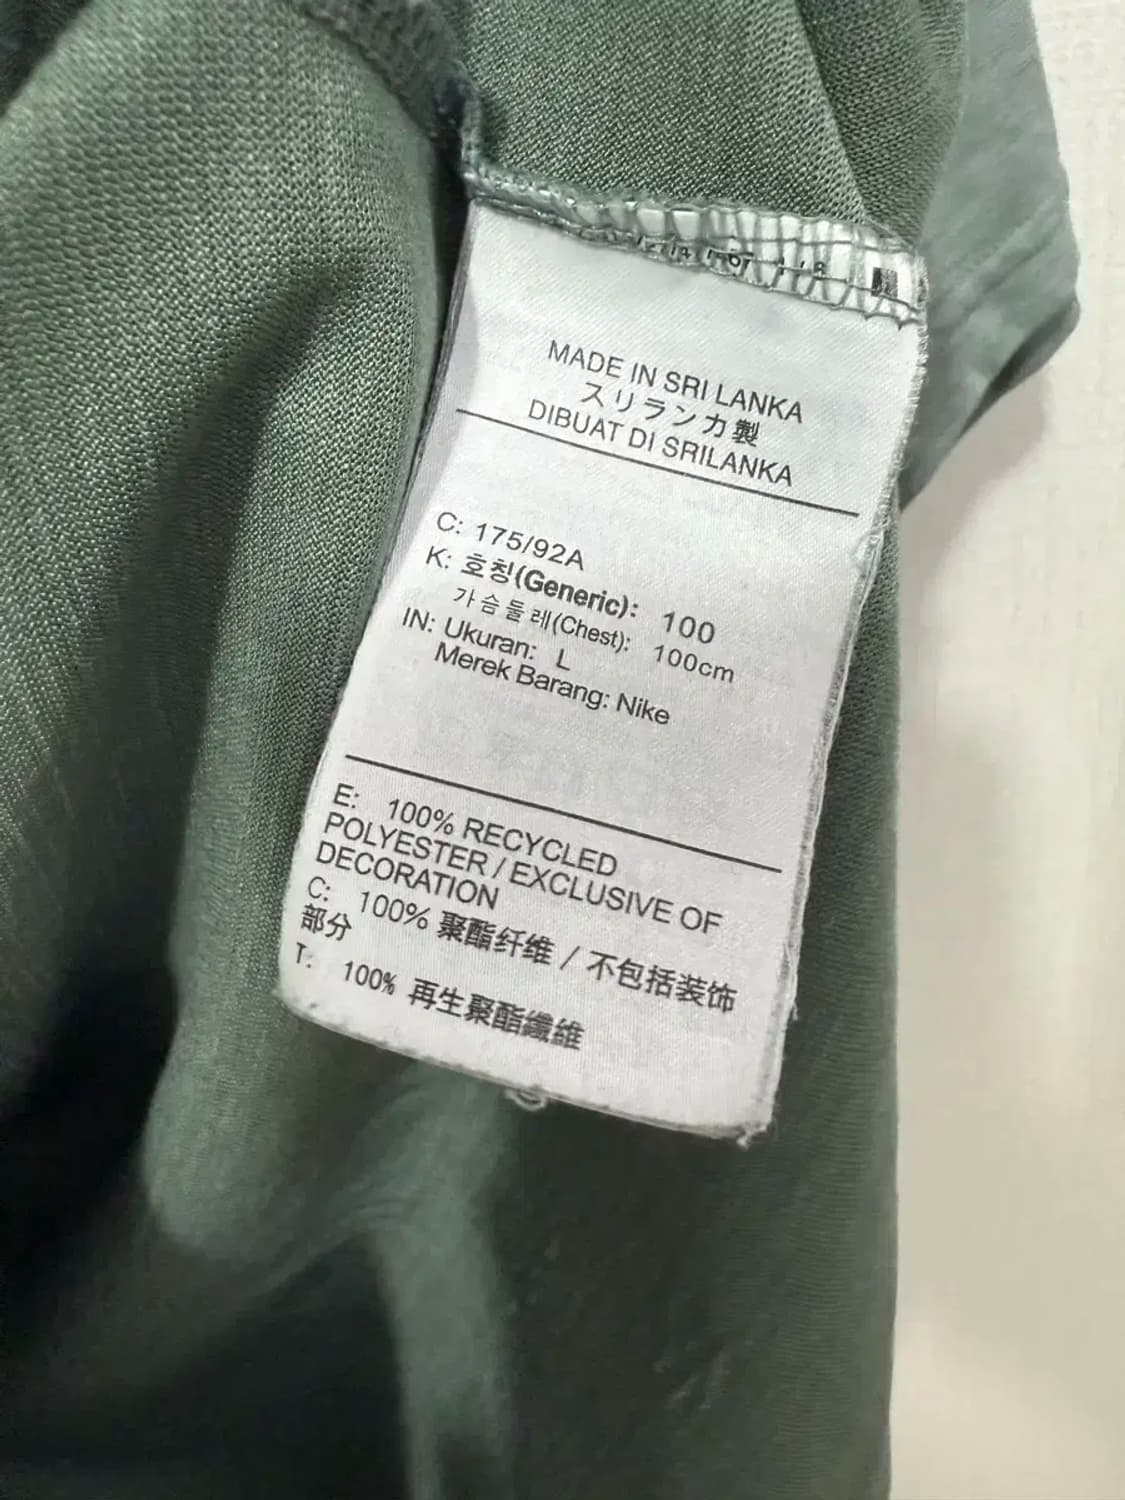 MADE IN SRI LANKA
スリランカ製
DIBUAT DI SRILANKA
C: 175/92A
K: 호칭(Generic): 100
가슴둘레(Chest): 100cm
IN: Ukuran: L
Merek Barang: Nike
E: 100% RECYCLED
POLYESTER / EXCLUSIVE OF
DECORATION
C: 100% 聚酯纤维 / 不包括装饰
部分
T: 100% 再生聚酯纖維